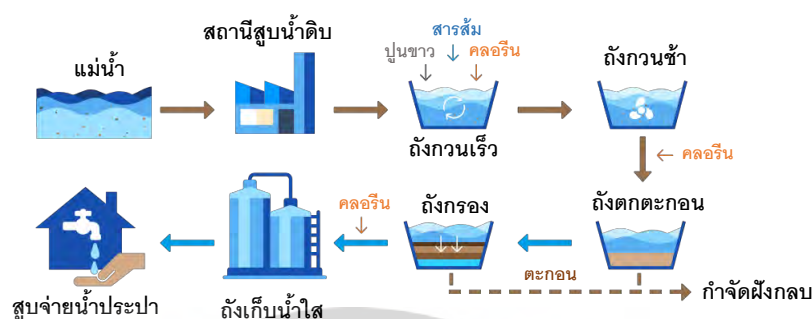 แม่น้ำ
สถานีสูบน้ำดิบ
ปูนขาว
สารส้ม
คลอรีน
ถังกวนเร็ว
ถังกวนช้า
คลอรีน
ถังตกตะกอน
ถังกรอง
คลอรีน
ถังเก็บน้ำใส
สูบจ่ายน้ำประปา
ตะกอน
กำจัดฝังกลบ